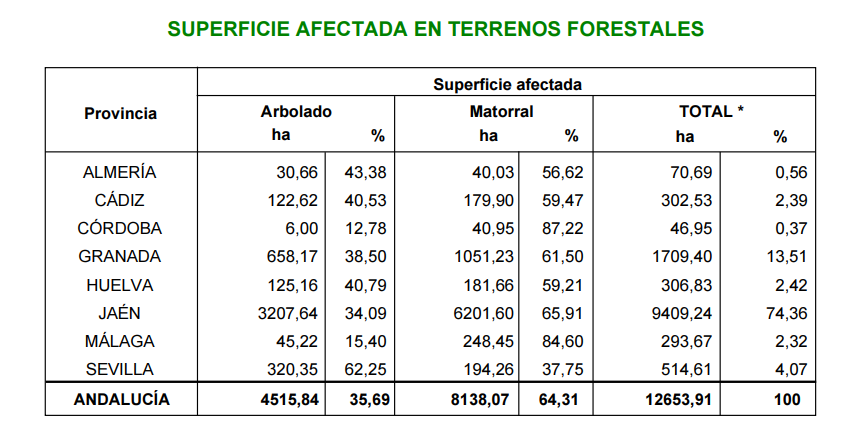 SUPERFICIE AFECTADA EN TERRENOS FORESTALES
Superficie afectada
Provincia Arbolado Matorral TOTAL *
ha % ha % ha %
ALMERÍA 30,66 43,38 40,03 56,62 70,69 0,56
CÁDIZ 122,62 40,53 179,90 59,47 302,53 2,39
CÓRDOBA 6,00 12,78 40,95 87,22 46,95 0,37
GRANADA 658,17 38,50 1051,23 61,50 1709,40 13,51
HUELVA 125,16 40,79 181,66 59,21 306,83 2,42
JAÉN 3207,64 34,09 6201,60 65,91 9409,24 74,36
MÁLAGA 45,22 15,40 248,45 84,60 293,67 2,32
SEVILLA 320,35 62,25 194,26 37,75 514,61 4,07
ANDALUCÍA 4515,84 35,69 8138,07 64,31 12653,91 100